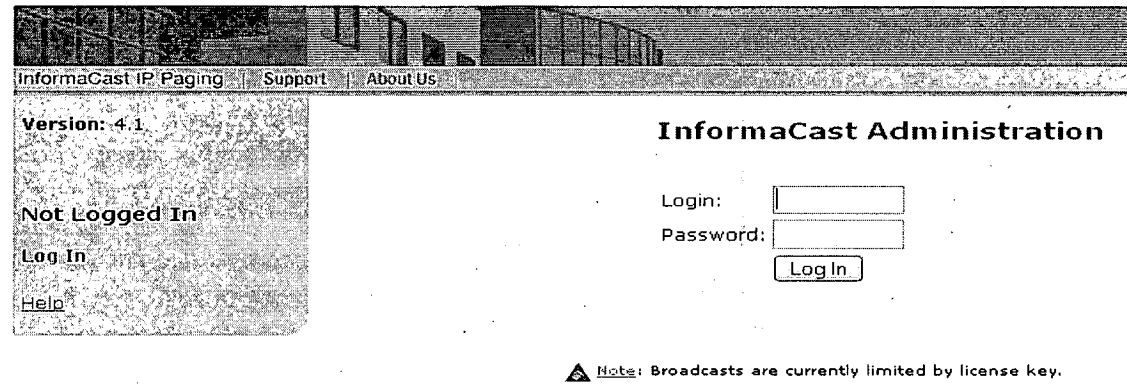 InformaCast IP Paging | Support | About Us
Version: 4.1
Not Logged In
Log In
Help
InformaCast Administration
Login:
Password:
Log In
Note: Broadcasts are currently limited by license key.